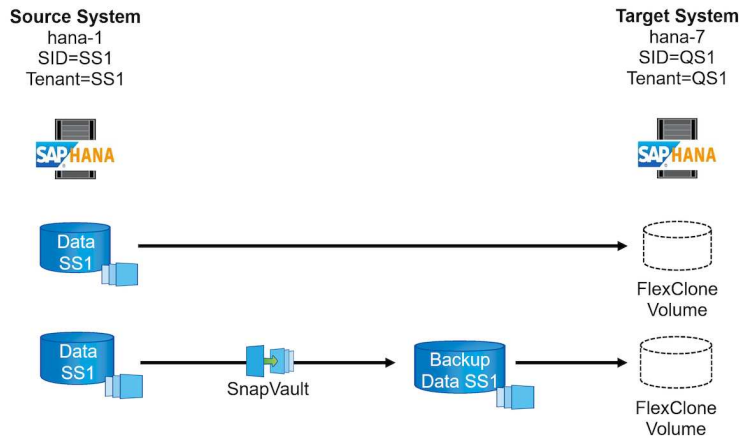 Source System
hana-1
SID=SS1
Tenant=SS1
Target System
hana-7
SID=QS1
Tenant=QS1
SAP HANA
SAP HANA
Data
SS1
FlexClone
Volume
Data
SS1
SnapVault
Backup
Data SS1
FlexClone
Volume